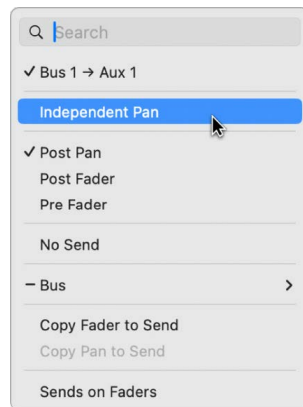 Search
✓ Bus 1 → Aux 1
Independent Pan
✓ Post Pan
Post Fader
Pre Fader
No Send
– Bus >
Copy Fader to Send
Copy Pan to Send
Sends on Faders